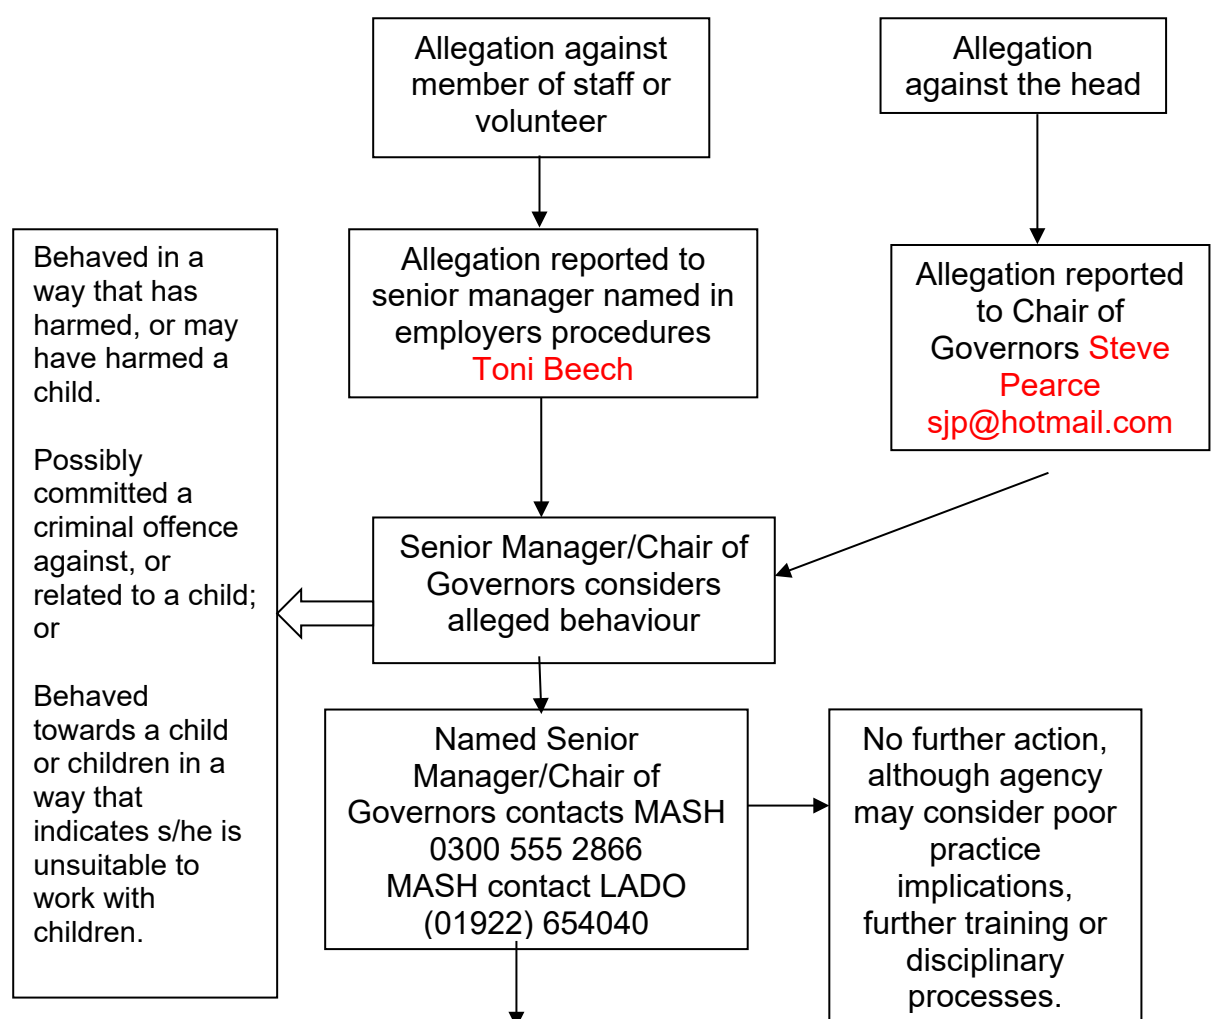 Allegation against
member of staff or
volunteer
Allegation
against the head
Allegation reported to
senior manager named in
employers procedures
Toni Beech
Allegation reported
to Chair of
Governors Steve
Pearce
sjp@hotmail.com
Behaved in a
way that has
harmed, or may
have harmed a
child.
Possibly
committed a
criminal offence
against, or
related to a child;
or
Behaved
towards a child
or children in a
way that
indicates s/he is
unsuitable to
work with
children.
Senior Manager/Chair of
Governors considers
alleged behaviour
Named Senior
Manager/Chair of
Governors contacts MASH
0300 555 2866
MASH contact LADO
(01922) 654040
No further action,
although agency
may consider poor
practice
implications,
further training or
disciplinary
processes.